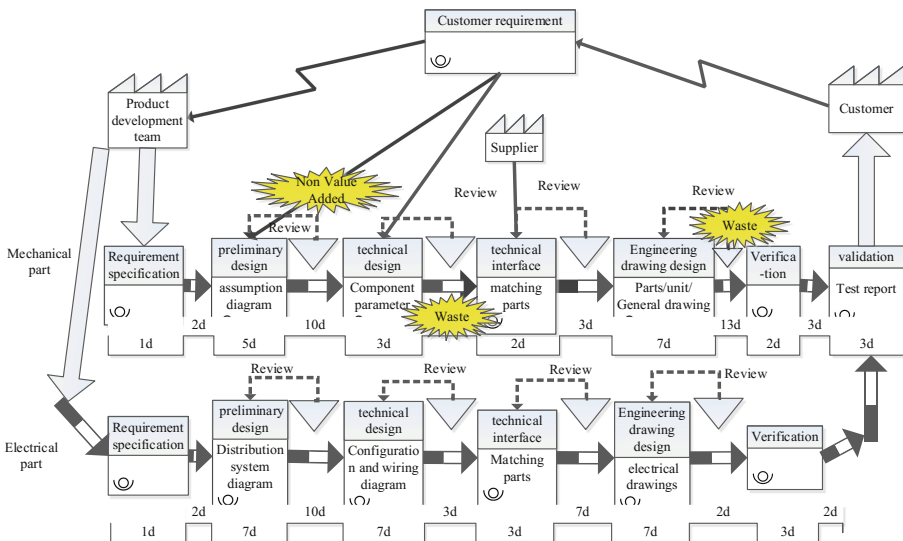 Customer requirement
Product
development
team
Customer
Supplier
Non Value
Added
Review
Review
Review
Review
Waste
Mechanical
part
Requirement
specification
preliminary
design
assumption
diagram
technical
design
Component
parameter
technical
interface
matching
parts
Engineering
drawing design
Parts/unit/
General drawing
Verifica
-tion
validation
Test report
Waste
2d
10d
3d
13d
3d
1d
5d
3d
2d
7d
2d
3d
Review
Review
Review
Review
Electrical
part
Requirement
specification
preliminary
design
Distribution
system
diagram
technical
design
Configuratio
n and wiring
diagram
technical
interface
Matching
parts
Engineering
drawing
design
electrical
drawings
Verification
2d
10d
3d
7d
2d
2d
1d
7d
7d
3d
7d
3d